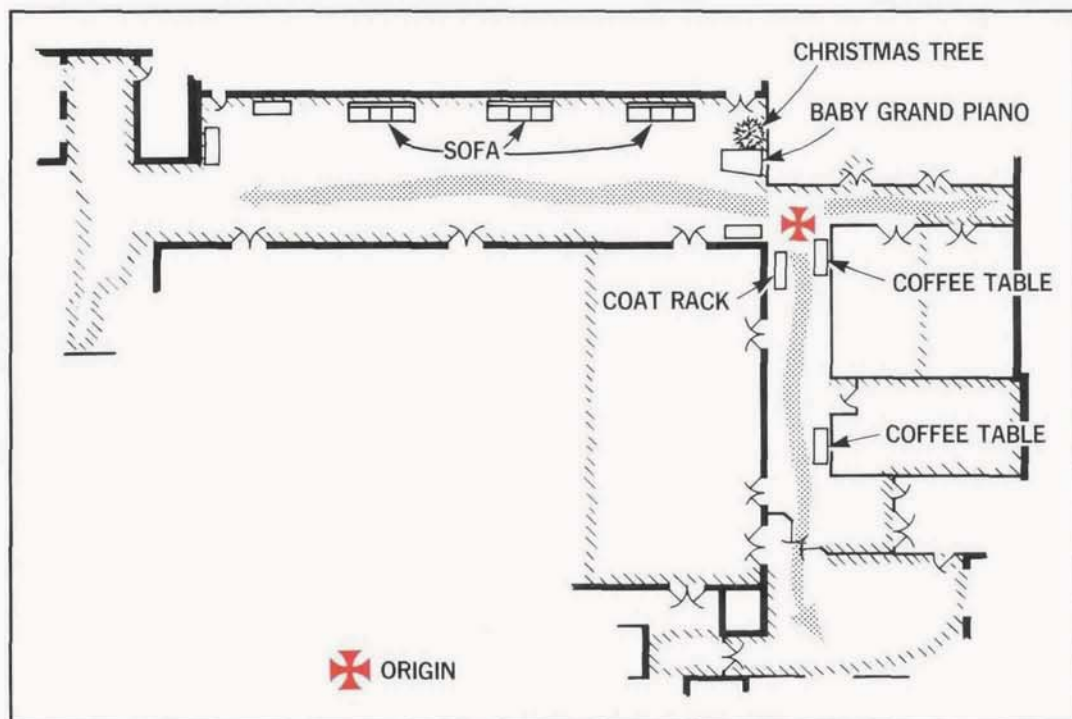 CHRISTMAS TREE
BABY GRAND PIANO
SOFA
COAT RACK
COFFEE TABLE
COFFEE TABLE
ORIGIN